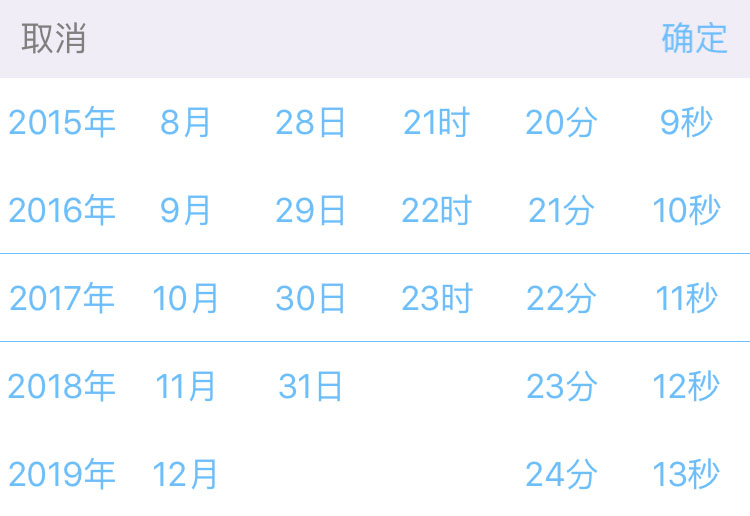 取消 确定
2015年 8月 28日 21时 20分 9秒
2016年 9月 29日 22时 21分 10秒
2017年 10月 30日 23时 22分 11秒
2018年 11月 31日 23分 12秒
2019年 12月 24分 13秒